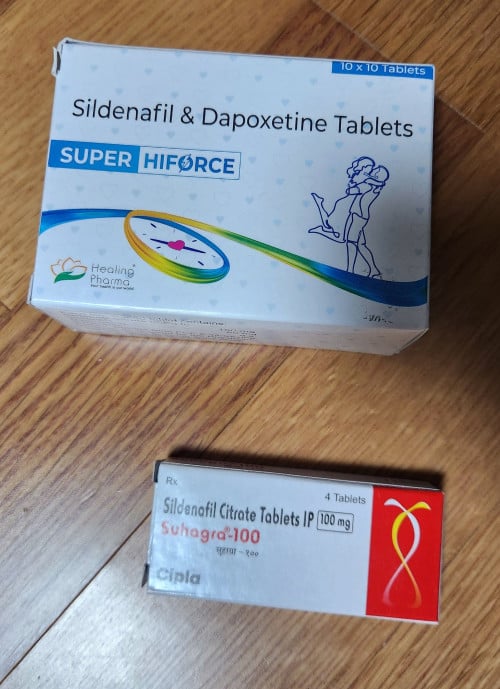 10 x 10 Tablets
Sildenafil & Dapoxetine Tablets
SUPER HIFORCE
Healing
Pharma
Rx
4 Tablets
Sildenafil Citrate Tablets IP 100 mg
Suhagra®-100
सुहाग्रा - १००
Cipla